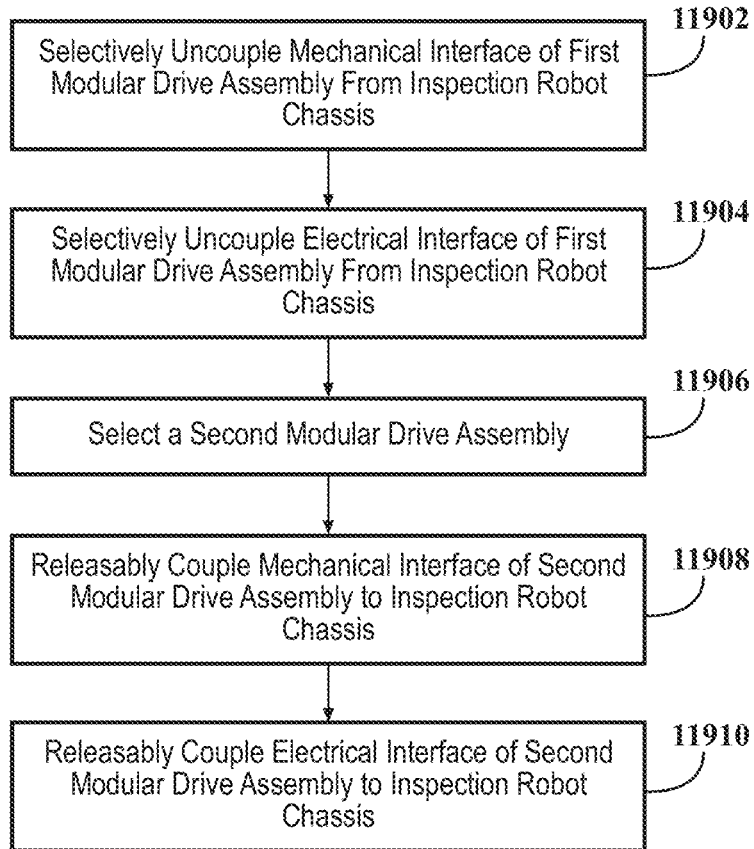 11902
Selectively Uncouple Mechanical Interface of First
Modular Drive Assembly From Inspection Robot
Chassis
11904
Selectively Uncouple Electrical Interface of First
Modular Drive Assembly From Inspection Robot
Chassis
11906
Select a Second Modular Drive Assembly
11908
Releasably Couple Mechanical Interface of Second
Modular Drive Assembly to Inspection Robot
Chassis
11910
Releasably Couple Electrical Interface of Second
Modular Drive Assembly to Inspection Robot
Chassis